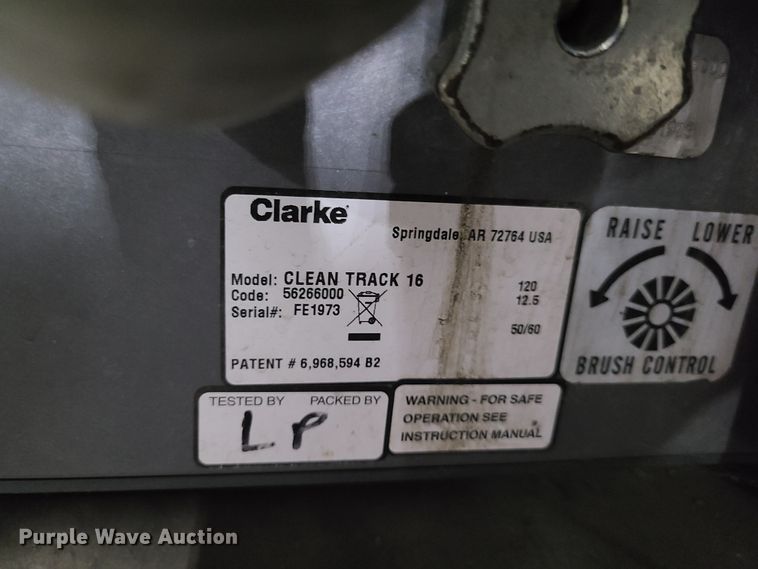 Clarke
Springdale, AR 72764 USA
Model: CLEAN TRACK 16
Code: 56266000
Serial#: FE1973
120
12.5
50/60
PATENT # 6,968,594 B2
RAISE LOWER
BRUSH CONTROL
TESTED BY PACKED BY
LP
WARNING - FOR SAFE
OPERATION SEE
INSTRUCTION MANUAL
Purple Wave Auction